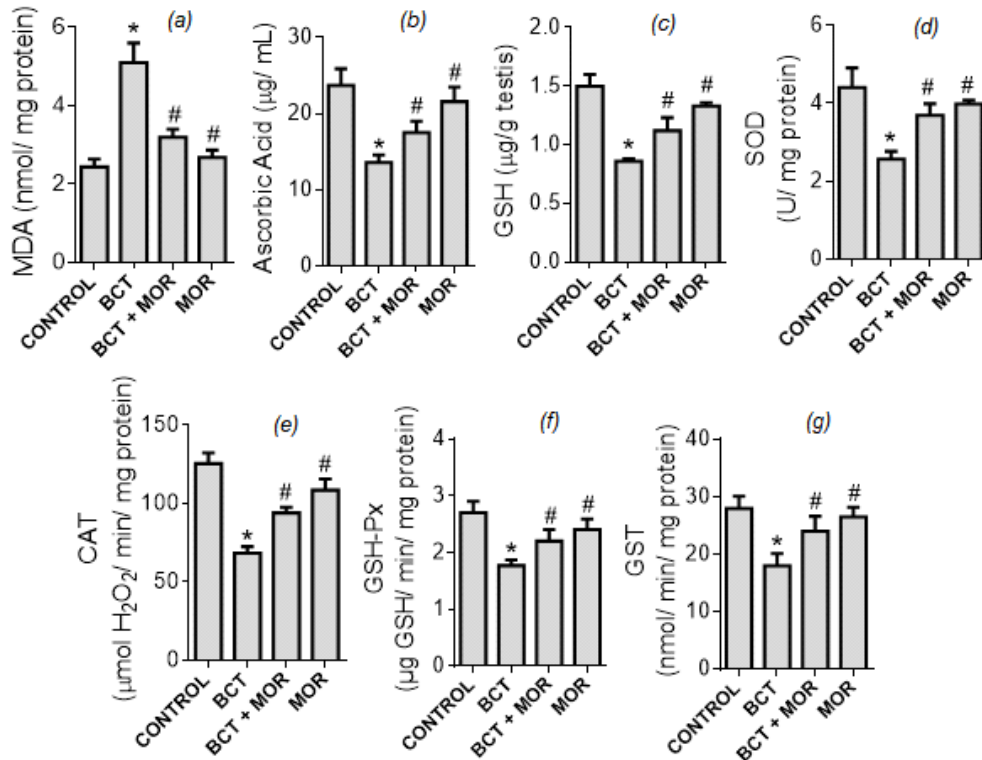 (a)
MDA (nmol/ mg protein)
6
4
2
0
*
#
#
CONTROL
BCT
BCT + MOR
MOR
(b)
Ascorbic Acid (µg/ mL)
30
20
10
0
*
#
#
CONTROL
BCT
BCT + MOR
MOR
(c)
GSH (µg/g testis)
2.0
1.5
1.0
0.5
0.0
*
#
#
CONTROL
BCT
BCT + MOR
MOR
(d)
SOD
(U/ mg protein)
6
4
2
0
*
#
#
CONTROL
BCT
BCT + MOR
MOR
(e)
CAT
(µmol H₂O₂/ min/ mg protein)
150
100
50
0
*
#
#
CONTROL
BCT
BCT + MOR
MOR
(f)
GSH-Px
(µg GSH/ min/ mg protein)
4
3
2
1
0
*
#
#
CONTROL
BCT
BCT + MOR
MOR
(g)
GST
(nmol/ min/ mg protein)
40
30
20
10
0
*
#
#
CONTROL
BCT
BCT + MOR
MOR